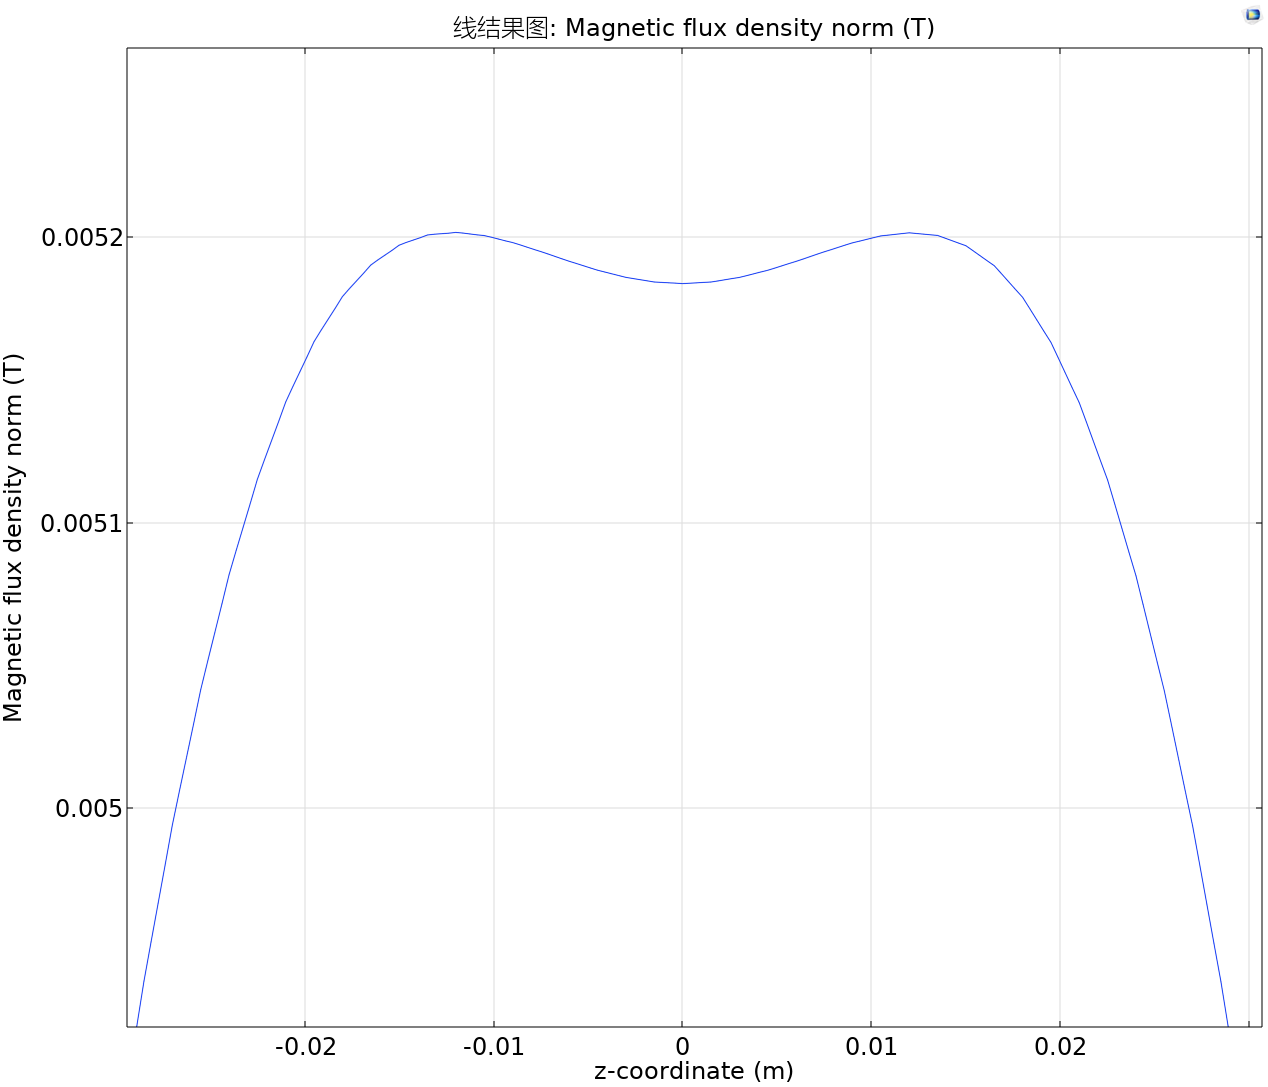 线结果图: Magnetic flux density norm (T)
Magnetic flux density norm (T)
0.0052
0.0051
0.005
-0.02
-0.01
0
0.01
0.02
z-coordinate (m)